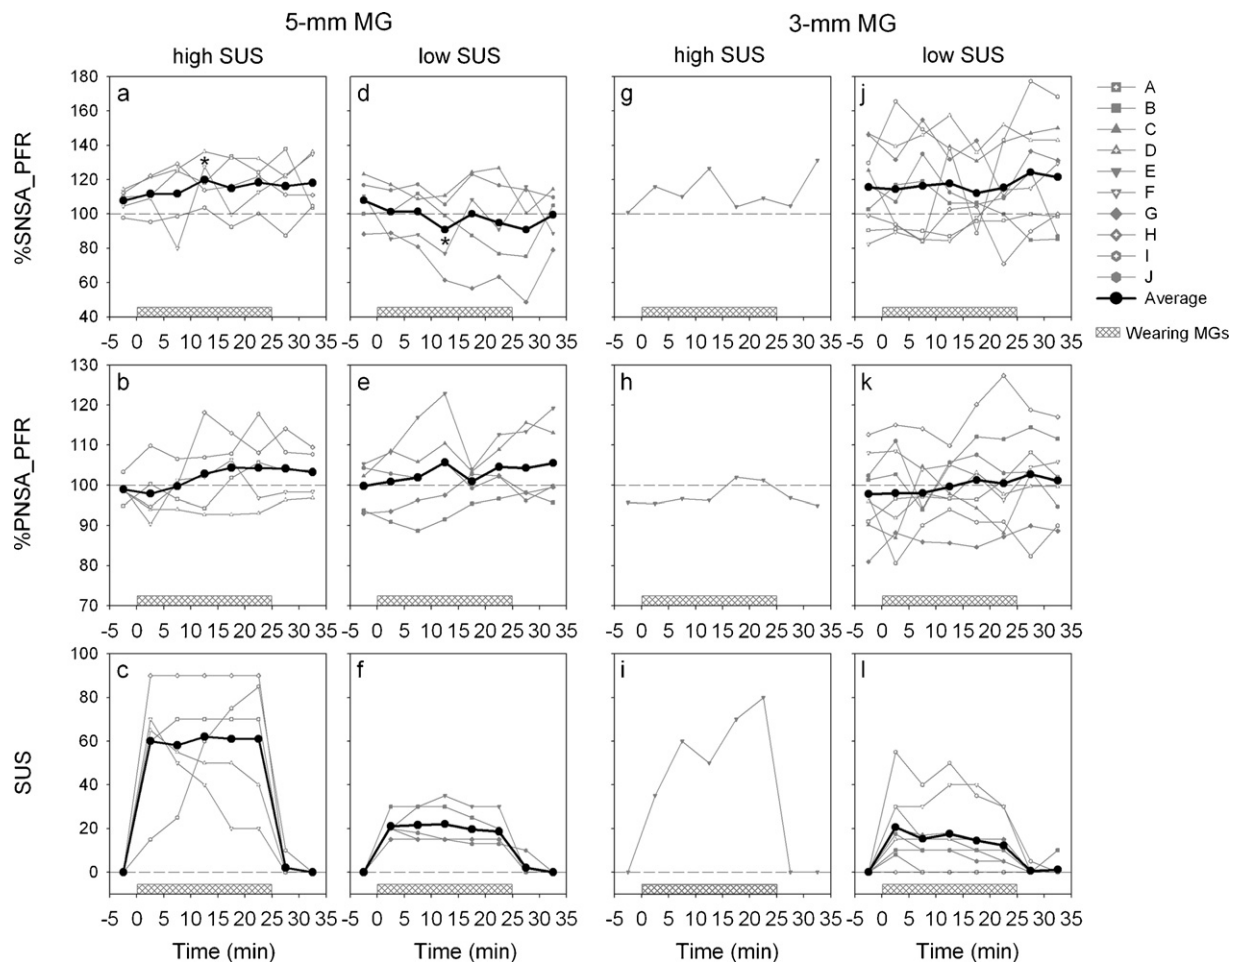 5-mm MG 3-mm MG
high SUS low SUS high SUS low SUS
%SNSA_PFR
180
160
140
120
100
80
60
40
a
*
d
*
g
j
-5 0 5 10 15 20 25 30 35 -5 0 5 10 15 20 25 30 35 -5 0 5 10 15 20 25 30 35 -5 0 5 10 15 20 25 30 35
A
B
C
D
E
F
G
H
I
J
Average
Wearing MGs
%PNSA_PFR
130
120
110
100
90
80
70
b
e
h
k
-5 0 5 10 15 20 25 30 35 -5 0 5 10 15 20 25 30 35 -5 0 5 10 15 20 25 30 35 -5 0 5 10 15 20 25 30 35
SUS
100
80
60
40
20
0
c
f
i
l
-5 0 5 10 15 20 25 30 35 -5 0 5 10 15 20 25 30 35 -5 0 5 10 15 20 25 30 35 -5 0 5 10 15 20 25 30 35
Time (min) Time (min) Time (min) Time (min)